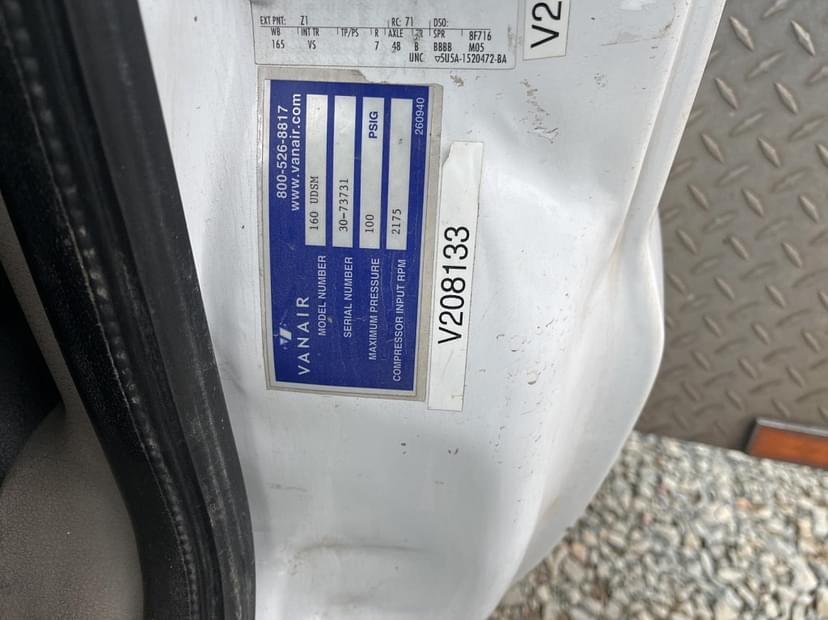 EXT PNT: Z1 RC: 71 DSO:
WB INT TR TP/PS R AXLE TR SPR 8F716
165 VS 7 48 B BBBB M05
UNC ▽5U5A-1520472-BA
V2
VANAIR
800-526-8817
www.vanair.com
MODEL NUMBER 160 UDSM
SERIAL NUMBER 30-73731
MAXIMUM PRESSURE 100 PSIG
COMPRESSOR INPUT RPM 2175
260940
V208133